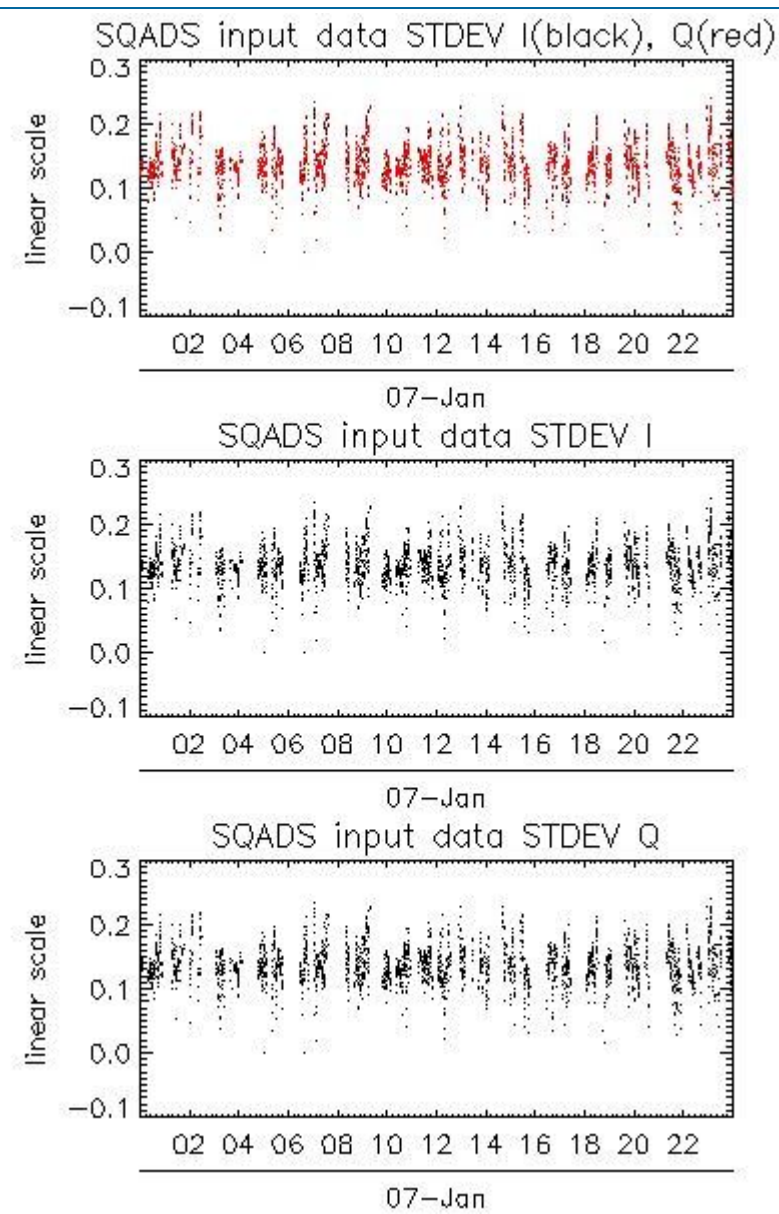 SQADS input data STDEV I(black), Q(red)
0.3
0.2
0.1
0.0
−0.1
linear scale
02 04 06 08 10 12 14 16 18 20 22
07−Jan
SQADS input data STDEV I
0.3
0.2
0.1
0.0
−0.1
linear scale
02 04 06 08 10 12 14 16 18 20 22
07−Jan
SQADS input data STDEV Q
0.3
0.2
0.1
0.0
−0.1
linear scale
02 04 06 08 10 12 14 16 18 20 22
07−Jan